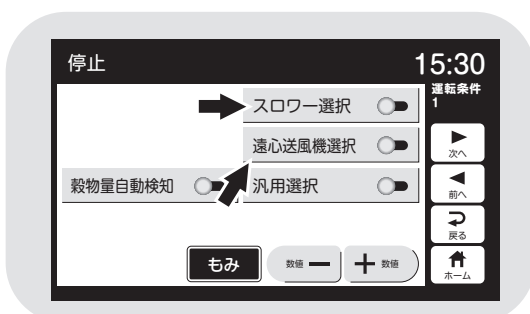 停止
15:30
運転条件
1
スロワー選択
遠心送風機選択
穀物量自動検知
汎用選択
もみ
数値 −
+ 数値
次へ
前へ
戻る
ホーム